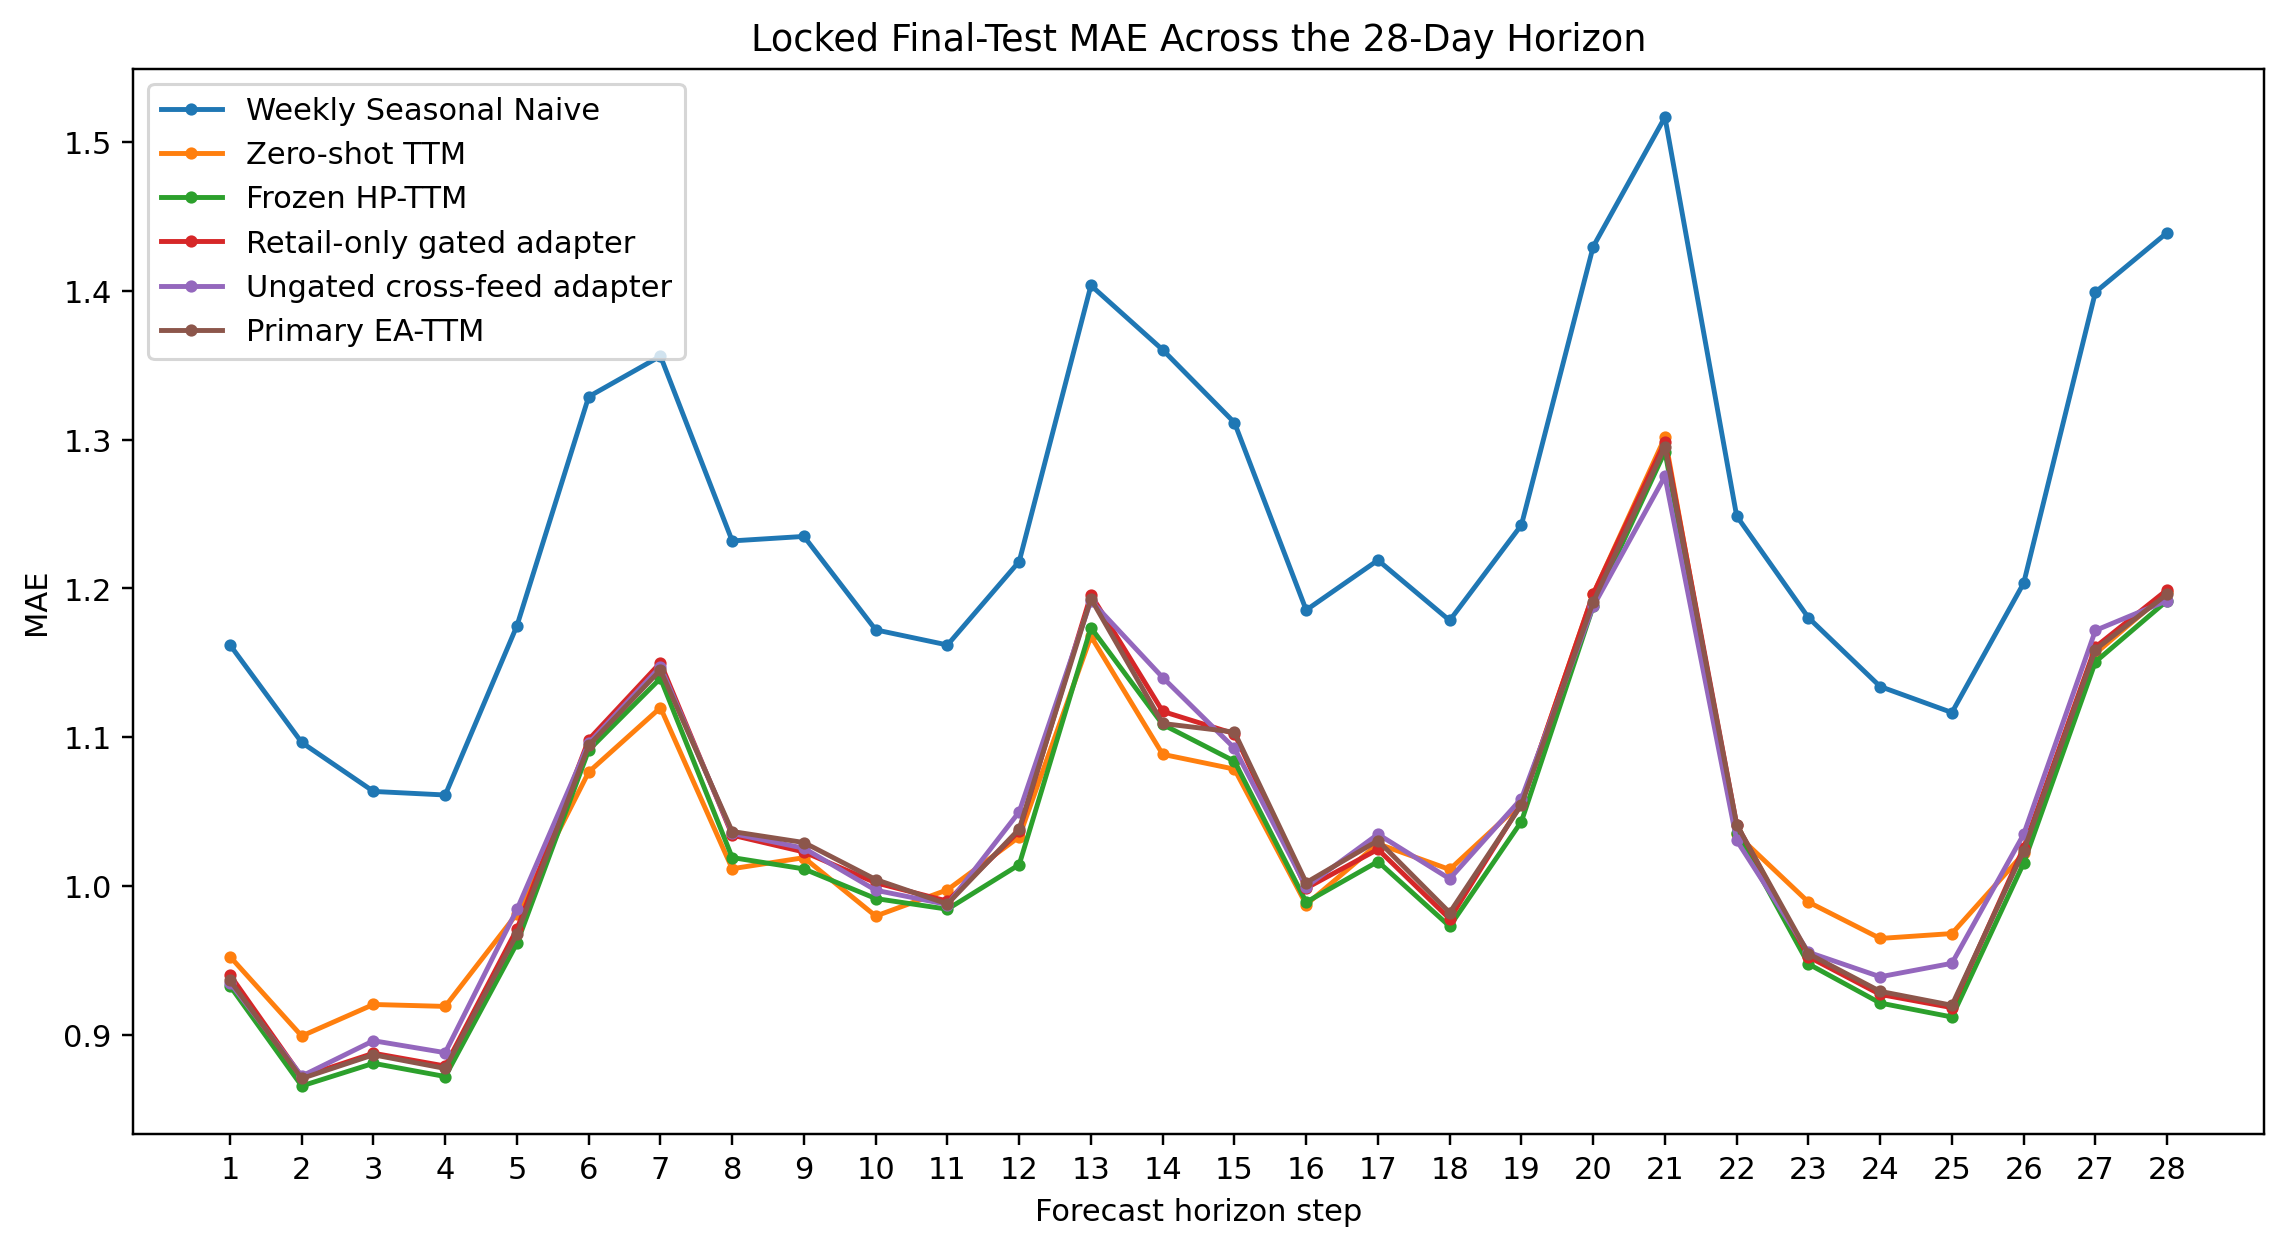 Locked Final-Test MAE Across the 28-Day Horizon
Weekly Seasonal Naive
Zero-shot TTM
Frozen HP-TTM
Retail-only gated adapter
Ungated cross-feed adapter
Primary EA-TTM
MAE
1.5
1.4
1.3
1.2
1.1
1.0
0.9
1 2 3 4 5 6 7 8 9 10 11 12 13 14 15 16 17 18 19 20 21 22 23 24 25 26 27 28
Forecast horizon step